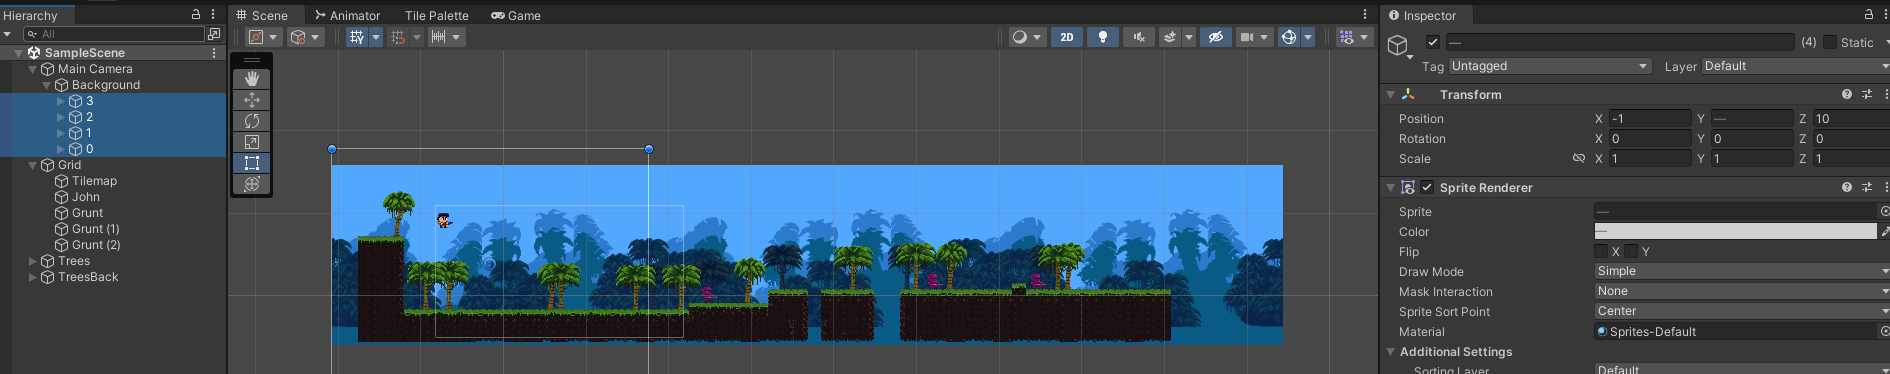 Hierarchy
All
SampleScene
Main Camera
Background
3
2
1
0
Grid
Tilemap
John
Grunt
Grunt (1)
Grunt (2)
Trees
TreesBack
Scene Animator Tile Palette Game
2D
Inspector
— (4) Static
Tag Untagged Layer Default
Transform
Position X -1 Y — Z 10
Rotation X 0 Y 0 Z 0
Scale X 1 Y 1 Z 1
Sprite Renderer
Sprite —
Color —
Flip X Y
Draw Mode Simple
Mask Interaction None
Sprite Sort Point Center
Material Sprites-Default
Additional Settings
Sorting Layer Default